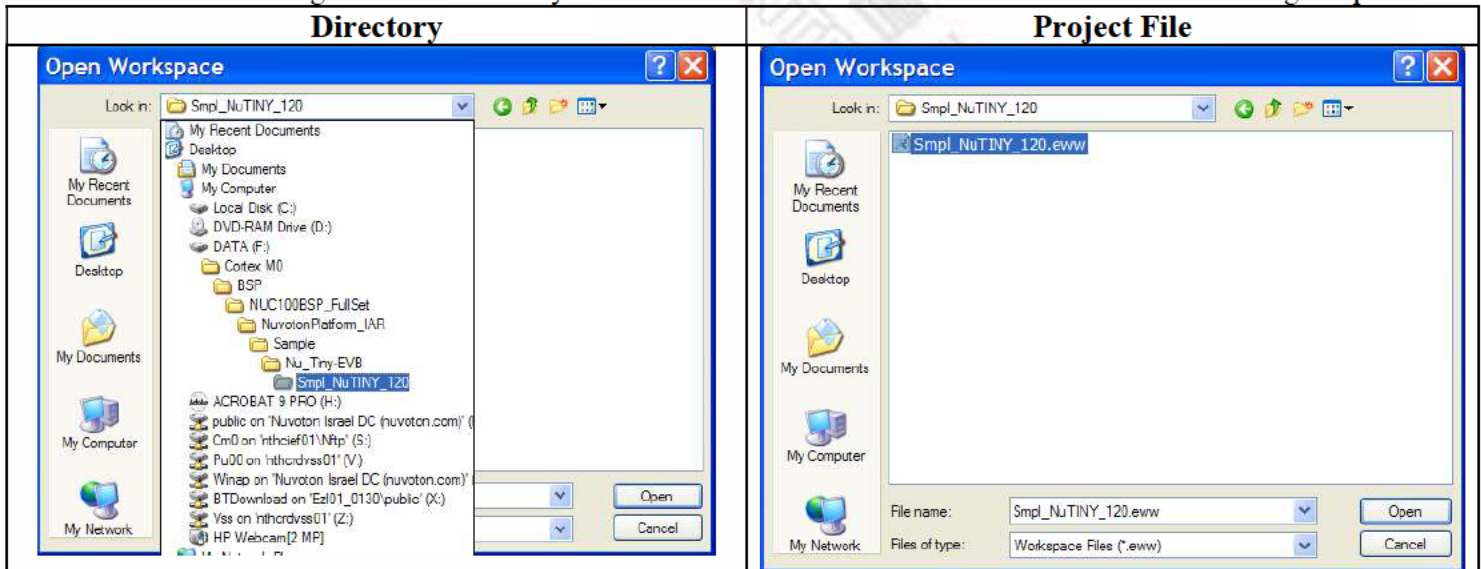 Directory
Project File
Open Workspace
Look in: Smpl_NuTINY_120
My Recent Documents
Desktop
My Documents
My Computer
Local Disk (C:)
DVD-RAM Drive (D:)
DATA (F:)
Cortex M0
BSP
NUC100BSP_FullSet
NuvotonPlatform_IAR
Sample
Nu_Tiny-EVB
Smpl_NuTINY_120
ACROBAT 9 PRO (H:)
public on 'Nuvoton Israel DC (nuvoton.com)' (
Cm0 on 'nthcief01\Nftp' (S:)
Pu00 on 'nthcrdvss01' (V:)
Winap on 'Nuvoton Israel DC (nuvoton.com)'
BTDownload on 'Ezl01_0130\public' (X:)
Vss on 'nthcrdvss01' (Z:)
HP Webcam[2 MP]
My Recent
Documents
Desktop
My Documents
My Computer
My Network
Open
Cancel
Open Workspace
Look in: Smpl_NuTINY_120
Smpl_NuTINY_120.eww
My Recent
Documents
Desktop
My Documents
My Computer
My Network
File name: Smpl_NuTINY_120.eww Open
Files of type: Workspace Files (*.eww) Cancel